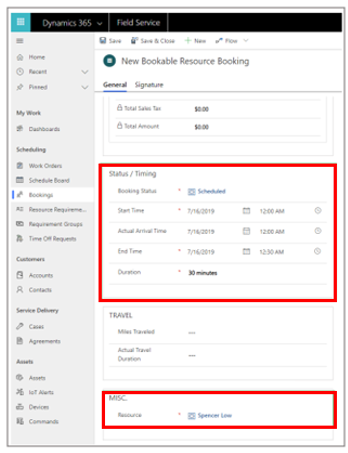 Dynamics 365
Field Service
Save
Save & Close
New
Flow
Home
Recent
Pinned
My Work
Dashboards
Scheduling
Work Orders
Schedule Board
Bookings
Resource Requireme...
Requirement Groups
Time Off Requests
Customers
Accounts
Contacts
Service Delivery
Cases
Agreements
Assets
Assets
IoT Alerts
Devices
Commands
New Bookable Resource Booking
General Signature
Total Sales Tax $0.00
Total Amount $0.00
Status / Timing
Booking Status * Scheduled
Start Time * 7/16/2019 12:00 AM
Actual Arrival Time 7/16/2019 12:00 AM
End Time * 7/16/2019 12:30 AM
Duration * 30 minutes
TRAVEL
Miles Traveled ---
Actual Travel
Duration ---
MISC.
Resource * Spencer Low